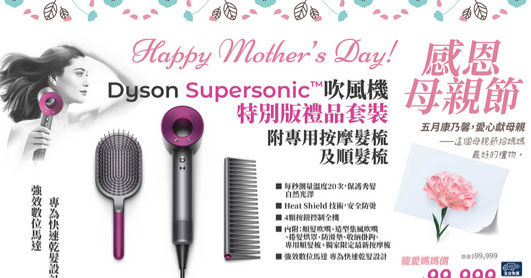 Happy Mother's Day!
Dyson Supersonic™吹風機
特別版禮品套裝
附專用按摩髮梳
及順髮梳
■ 每秒測量溫度20次，保護秀髮
自然光澤
■ Heat Shield 技術，安全防燙
■ 4顆按鈕控制全機
■ 內附：順髮吹嘴、造型集風吹嘴
、捲髮烘罩、防滑墊、收納掛鉤、
專用順髮梳、獨家限定最新按摩梳
■ 強效數位馬達 專為快速乾髮設計
專為快速乾髮設計
強效數位馬達
感恩
母親節
五月康乃馨，愛心獻母親
——這個母親節給媽媽
最好的禮物。
$99,999
寵愛媽媽價